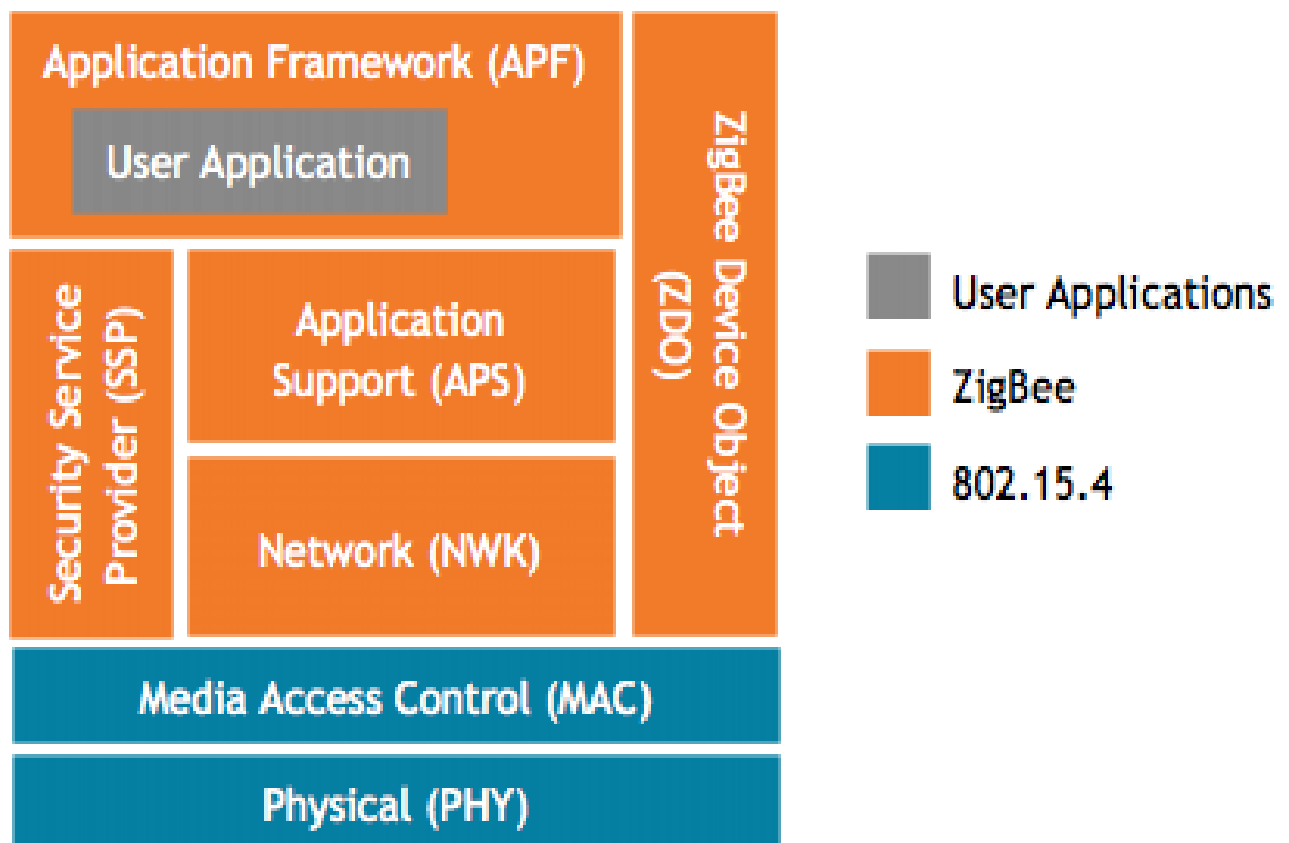 Application Framework (APF)
User Application
Security Service
Provider (SSP)
Application
Support (APS)
Network (NWK)
ZigBee Device Object
(ZDO)
Media Access Control (MAC)
Physical (PHY)
User Applications
ZigBee
802.15.4